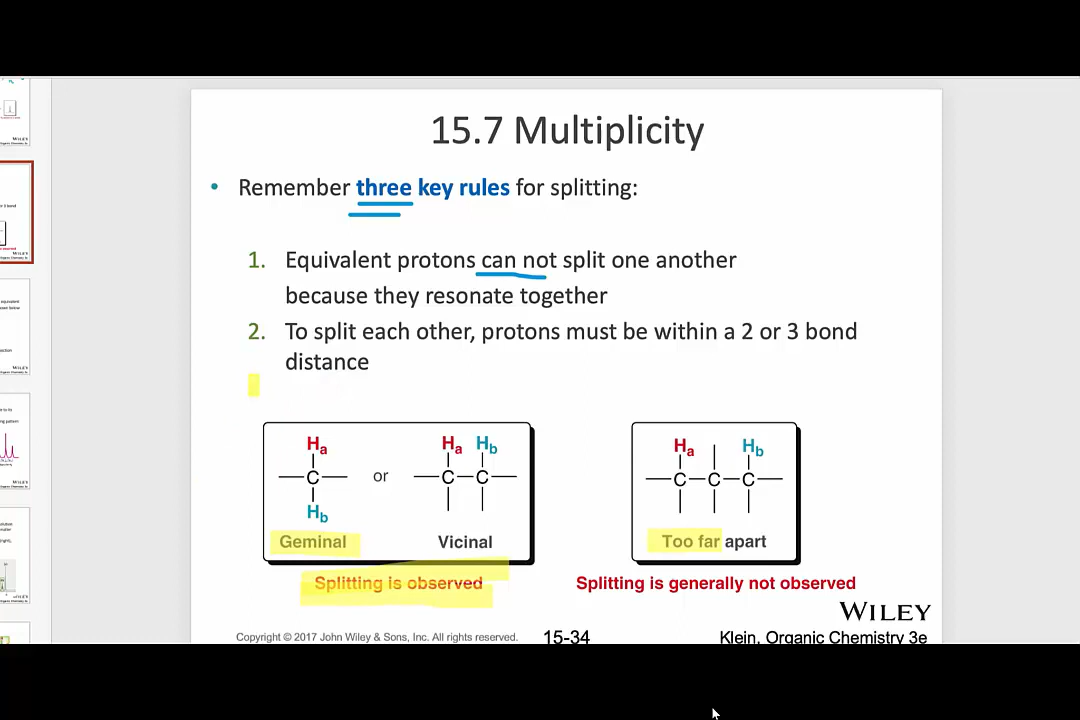 15.7 Multiplicity
• Remember three key rules for splitting:
1. Equivalent protons can not split one another
because they resonate together
2. To split each other, protons must be within a 2 or 3 bond
distance
Ha Ha Hb Ha Hb
C or C C C C C
Hb
Geminal Vicinal Too far apart
Splitting is observed Splitting is generally not observed
WILEY
Copyright © 2017 John Wiley & Sons, Inc. All rights reserved. 15-34 Klein, Organic Chemistry 3e